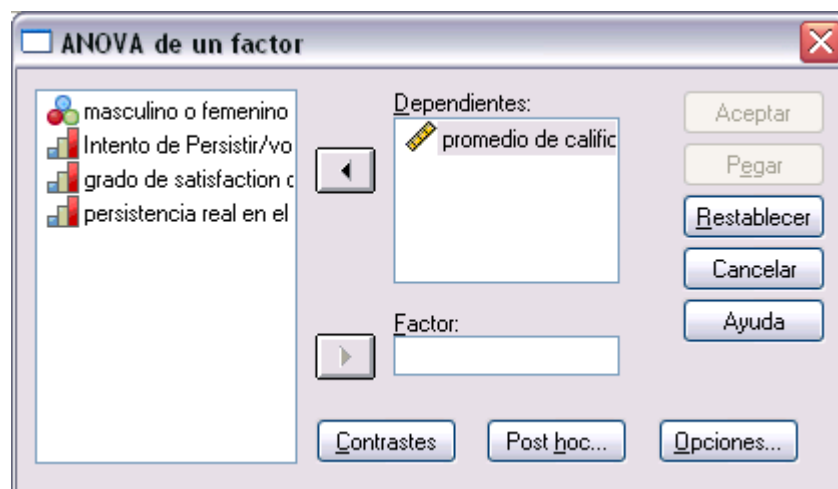 ANOVA de un factor
masculino o femenino
Intento de Persistir/vo
grado de satisfaction c
persistencia real en el
Dependientes:
promedio de calific
Factor:
Aceptar
Pegar
Restablecer
Cancelar
Ayuda
Contrastes
Post hoc...
Opciones...